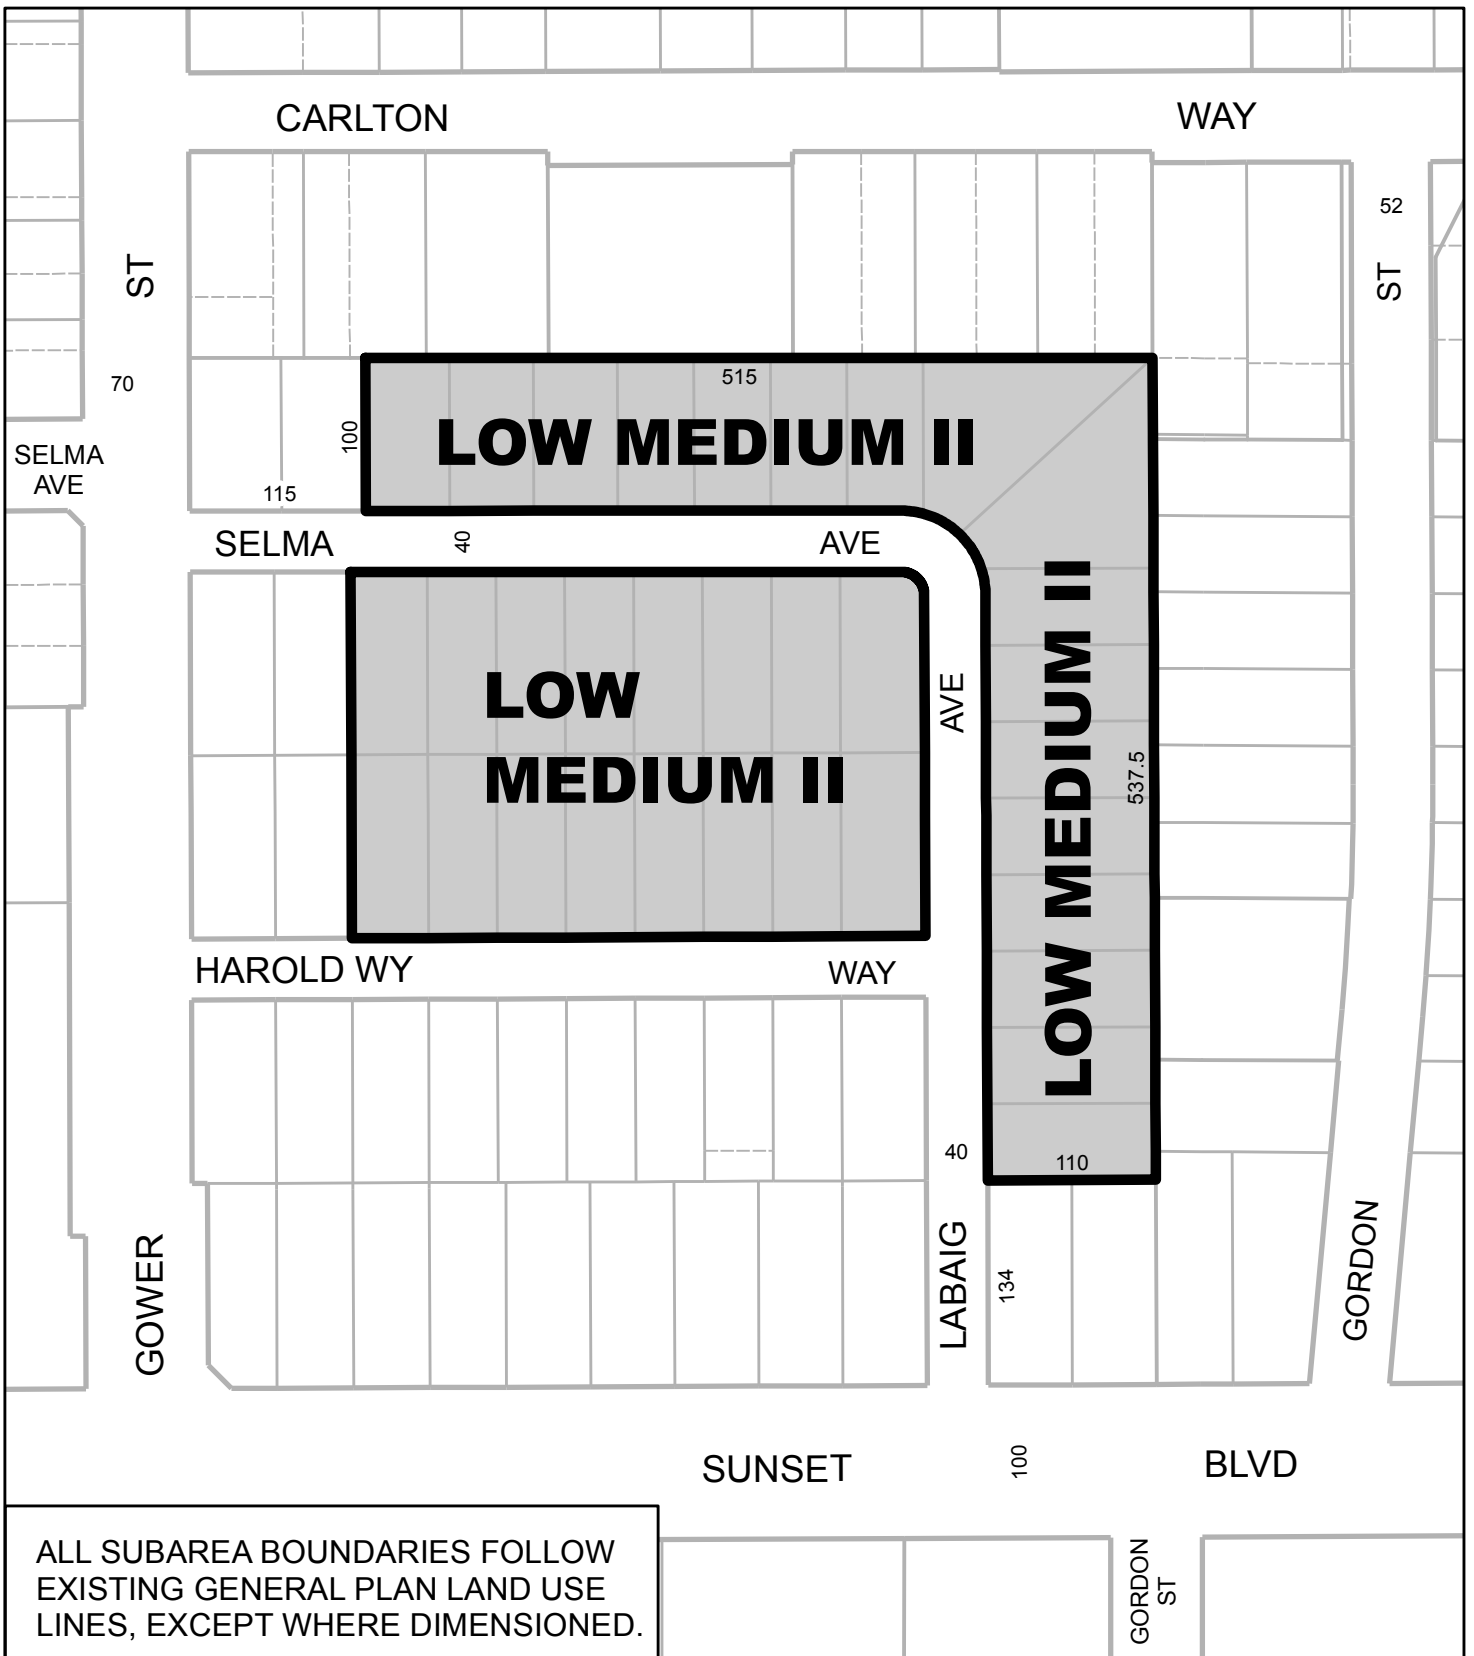 CARLTON WAY
52
ST
ST
70
515
SELMA
AVE
100
LOW MEDIUM II
115
SELMA
40
AVE
LOW
MEDIUM II
AVE
LOW MEDIUM II
537.5
HAROLD WY
WAY
40
110
GOWER
LABAIG
134
GORDON
SUNSET
100
BLVD
ALL SUBAREA BOUNDARIES FOLLOW
EXISTING GENERAL PLAN LAND USE
LINES, EXCEPT WHERE DIMENSIONED.
GORDON
ST